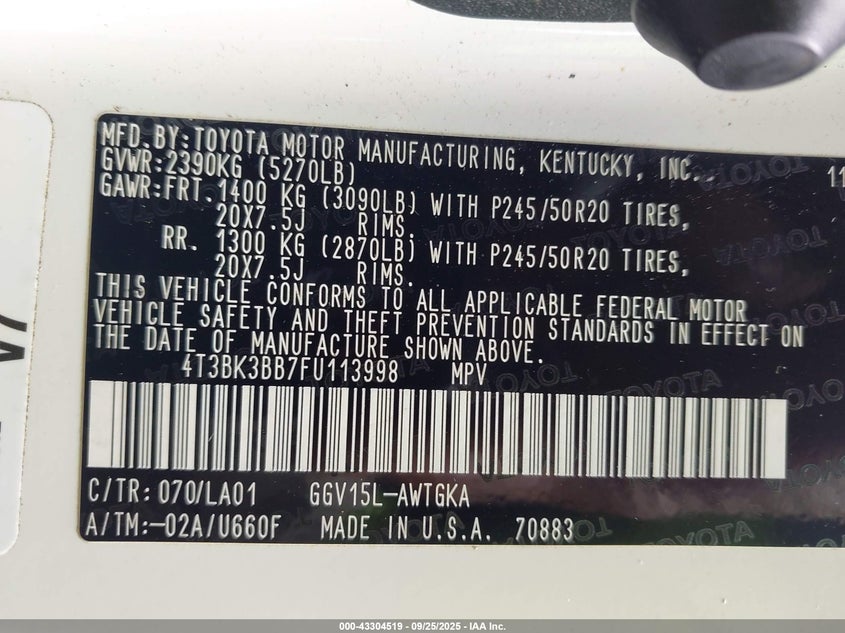 MFD.BY:TOYOTA MOTOR MANUFACTURING, KENTUCKY, INC. 11
GVWR:2390KG (5270LB)
GAWR:FRT.1400 KG (3090LB) WITH P245/50R20 TIRES,
20X7.5J RIMS.
RR. 1300 KG (2870LB) WITH P245/50R20 TIRES,
20X7.5J RIMS.
THIS VEHICLE CONFORMS TO ALL APPLICABLE FEDERAL MOTOR
VEHICLE SAFETY AND THEFT PREVENTION STANDARDS IN EFFECT ON
THE DATE OF MANUFACTURE SHOWN ABOVE.
4T3BK3BB7FU113998 MPV
C/TR: 070/LA01 GGV15L-AWTGKA
A/TM:-02A/U660F MADE IN U.S.A. 70883
000-43304519 - 09/25/2025 - IAA Inc.